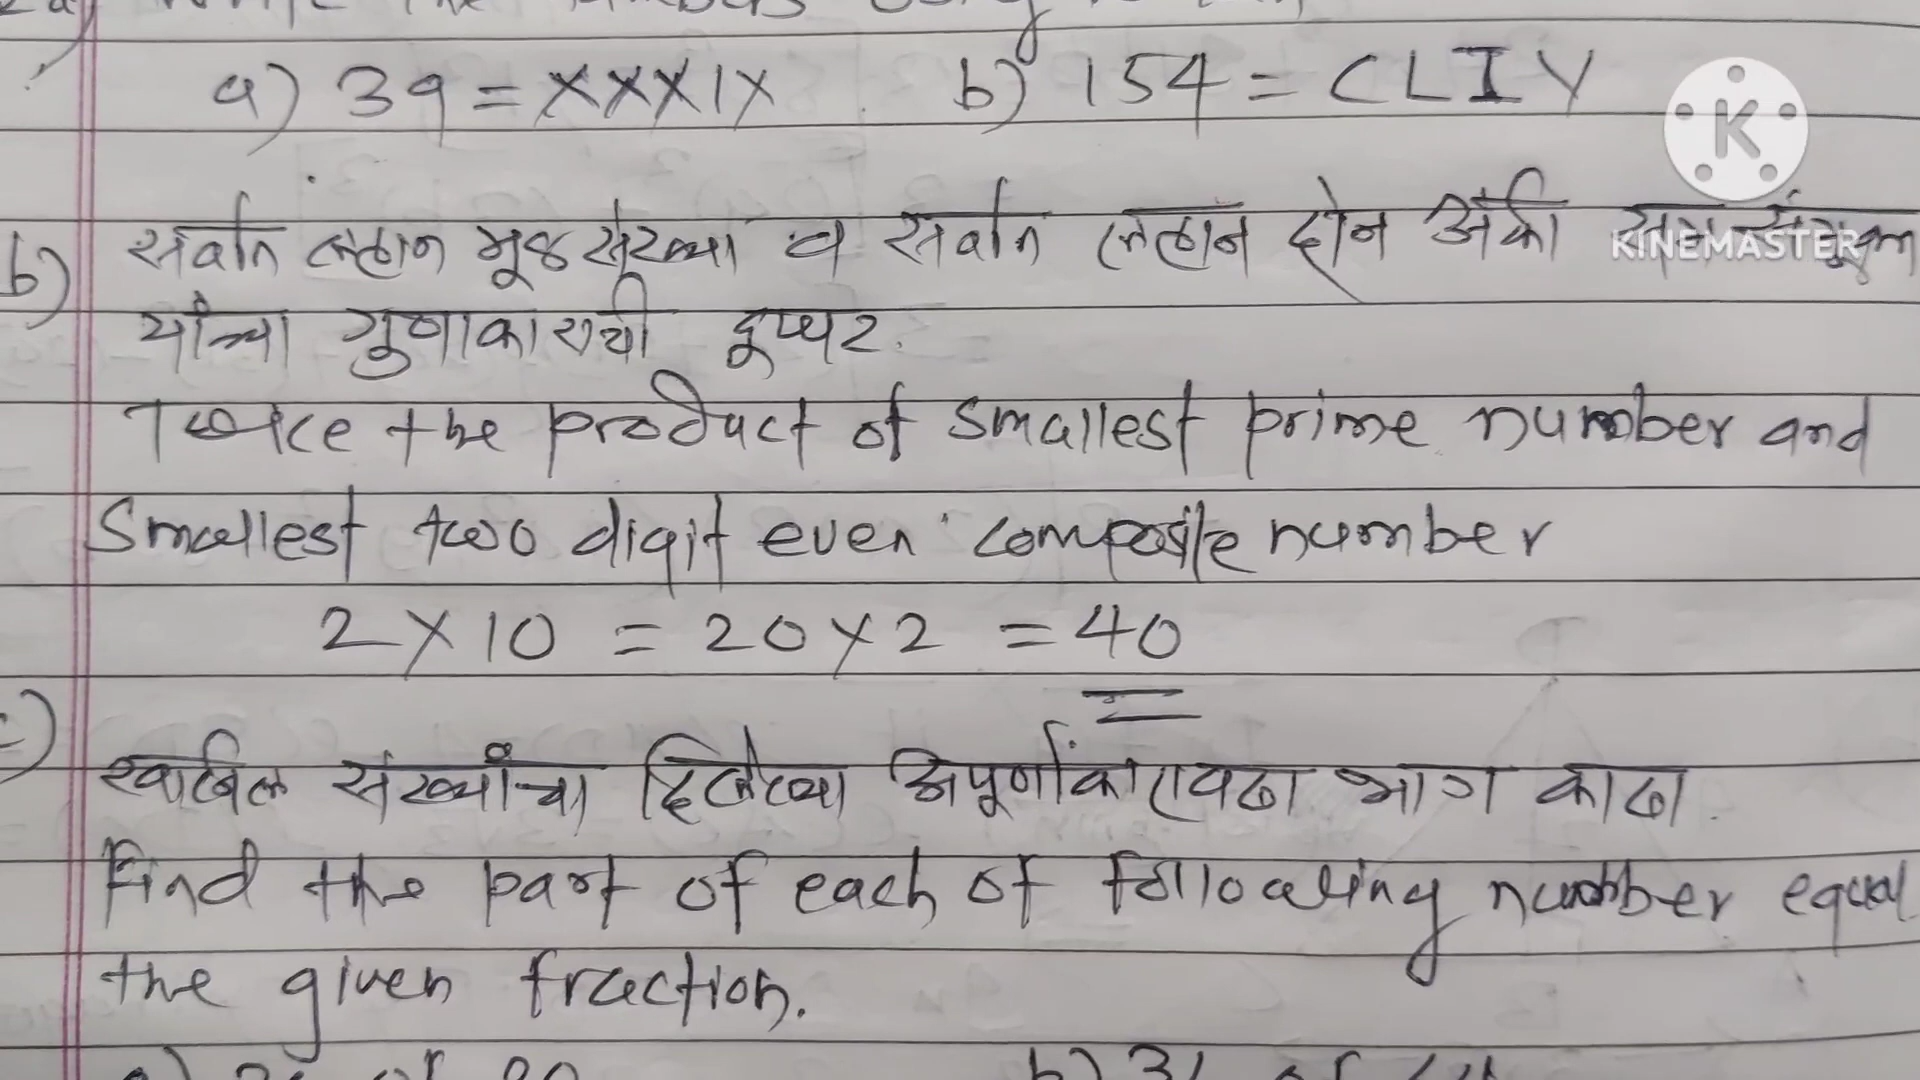 a) 39 = XXXIX b) 154 = CLIV
K
KINEMASTER
b) सर्वात लहान मूळसंख्या व सर्वात लहान दोन अंकी
यांच्या गुणाकाराची दुप्पट.
Twice the product of smallest prime number and
Smallest two digit even composite number
2 X 10 = 20 X 2 = 40
खालिल संख्यांचा दिलेल्या अपूर्णांकाएवढा भाग काढा.
Find the part of each of following number equal
the given fraction.